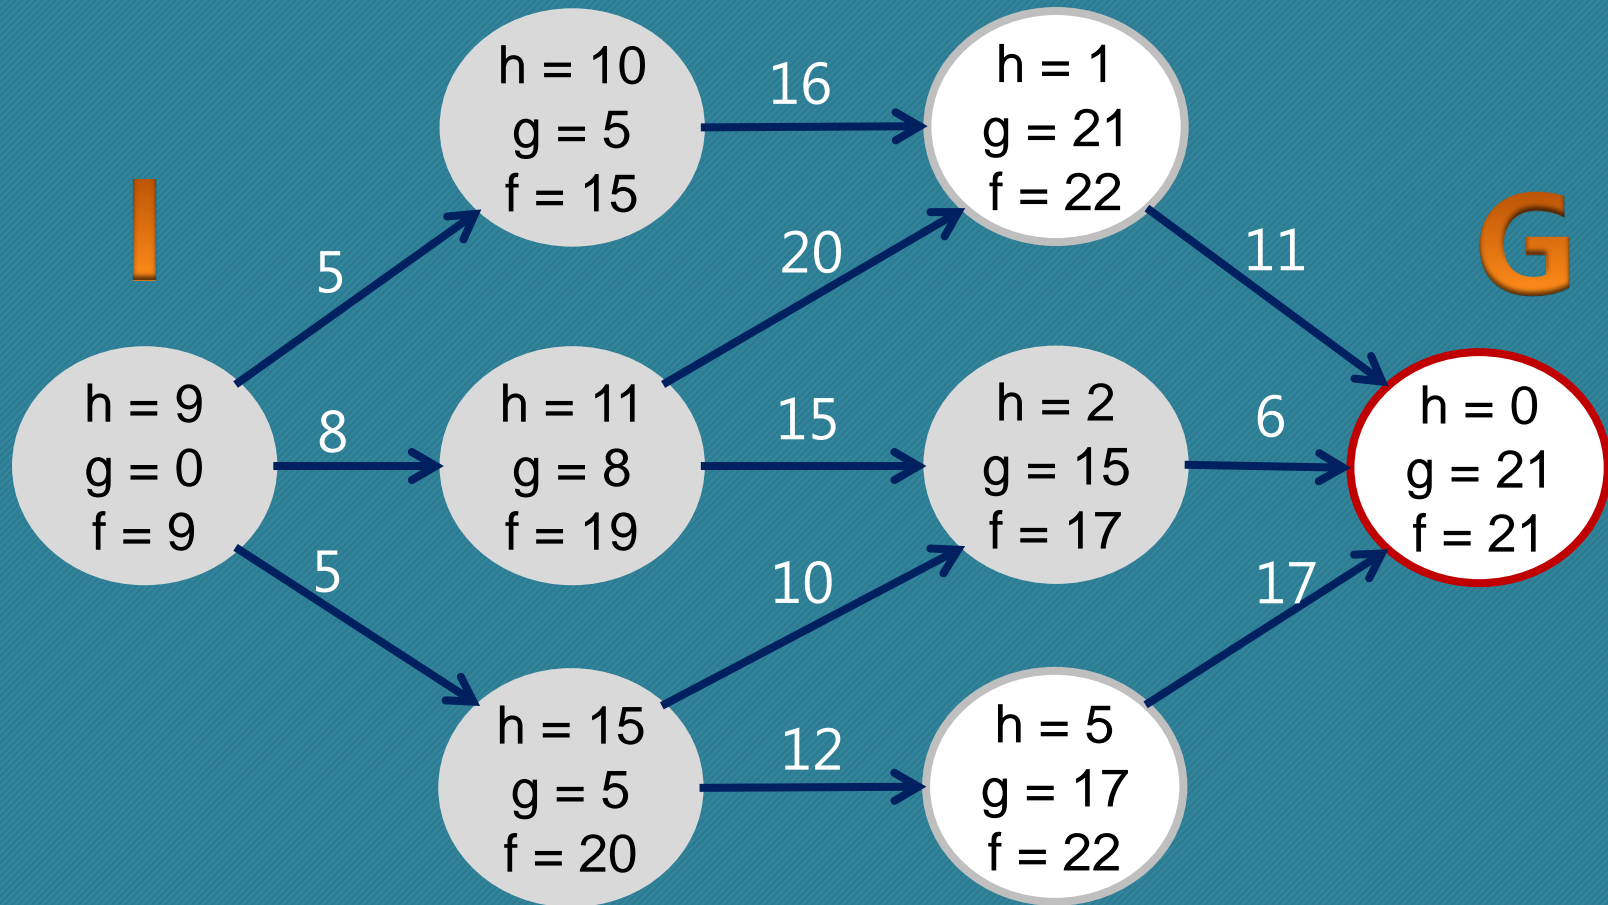 h = 10
g = 5
f = 15
16
h = 1
g = 21
f = 22
I
G
5
20
11
h = 9
g = 0
f = 9
8
h = 11
g = 8
f = 19
15
h = 2
g = 15
f = 17
6
h = 0
g = 21
f = 21
5
10
17
h = 15
g = 5
f = 20
12
h = 5
g = 17
f = 22